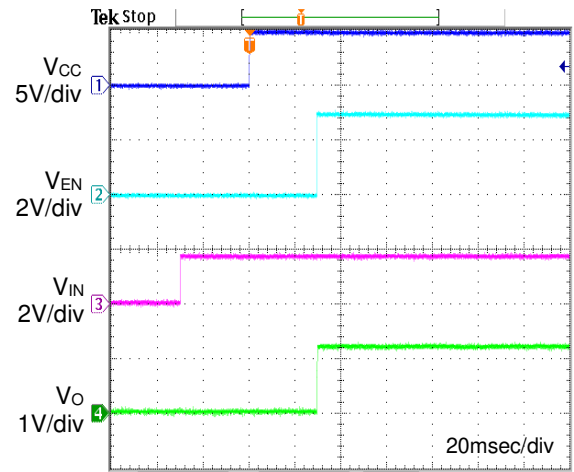 Tek Stop
T
T
VCC
5V/div
1
VEN
2V/div
2
VIN
2V/div
3
VO
1V/div
4
20msec/div